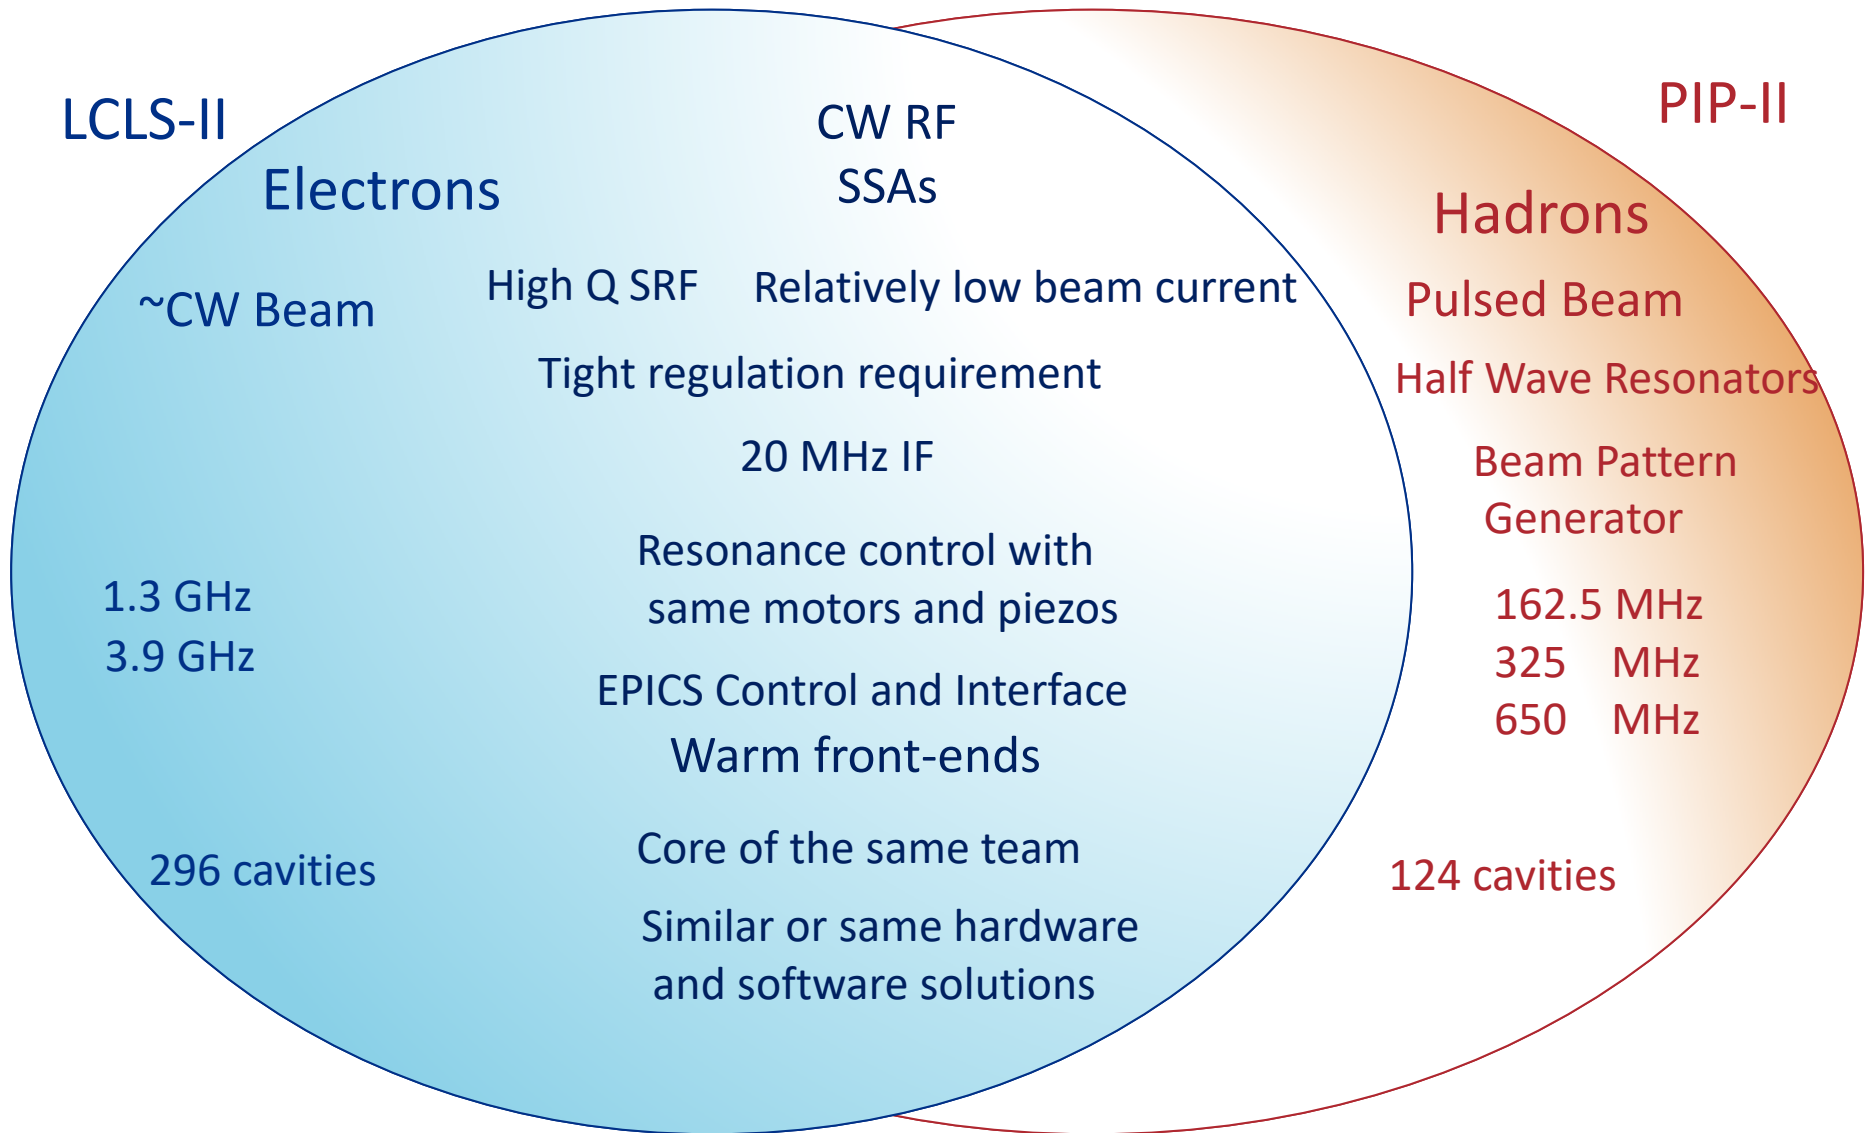 LCLS-II
Electrons
~CW Beam
1.3 GHz
3.9 GHz
296 cavities
CW RF
SSAs
High Q SRF
Relatively low beam current
Tight regulation requirement
20 MHz IF
Resonance control with
same motors and piezos
EPICS Control and Interface
Warm front-ends
Core of the same team
Similar or same hardware
and software solutions
PIP-II
Hadrons
Pulsed Beam
Half Wave Resonators
Beam Pattern
Generator
162.5 MHz
325 MHz
650 MHz
124 cavities